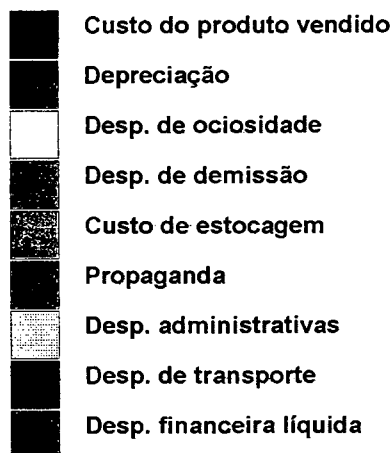 Custo do produto vendido
Depreciação
Desp. de ociosidade
Desp. de demissão
Custo de estocagem
Propaganda
Desp. administrativas
Desp. de transporte
Desp. financeira líquida